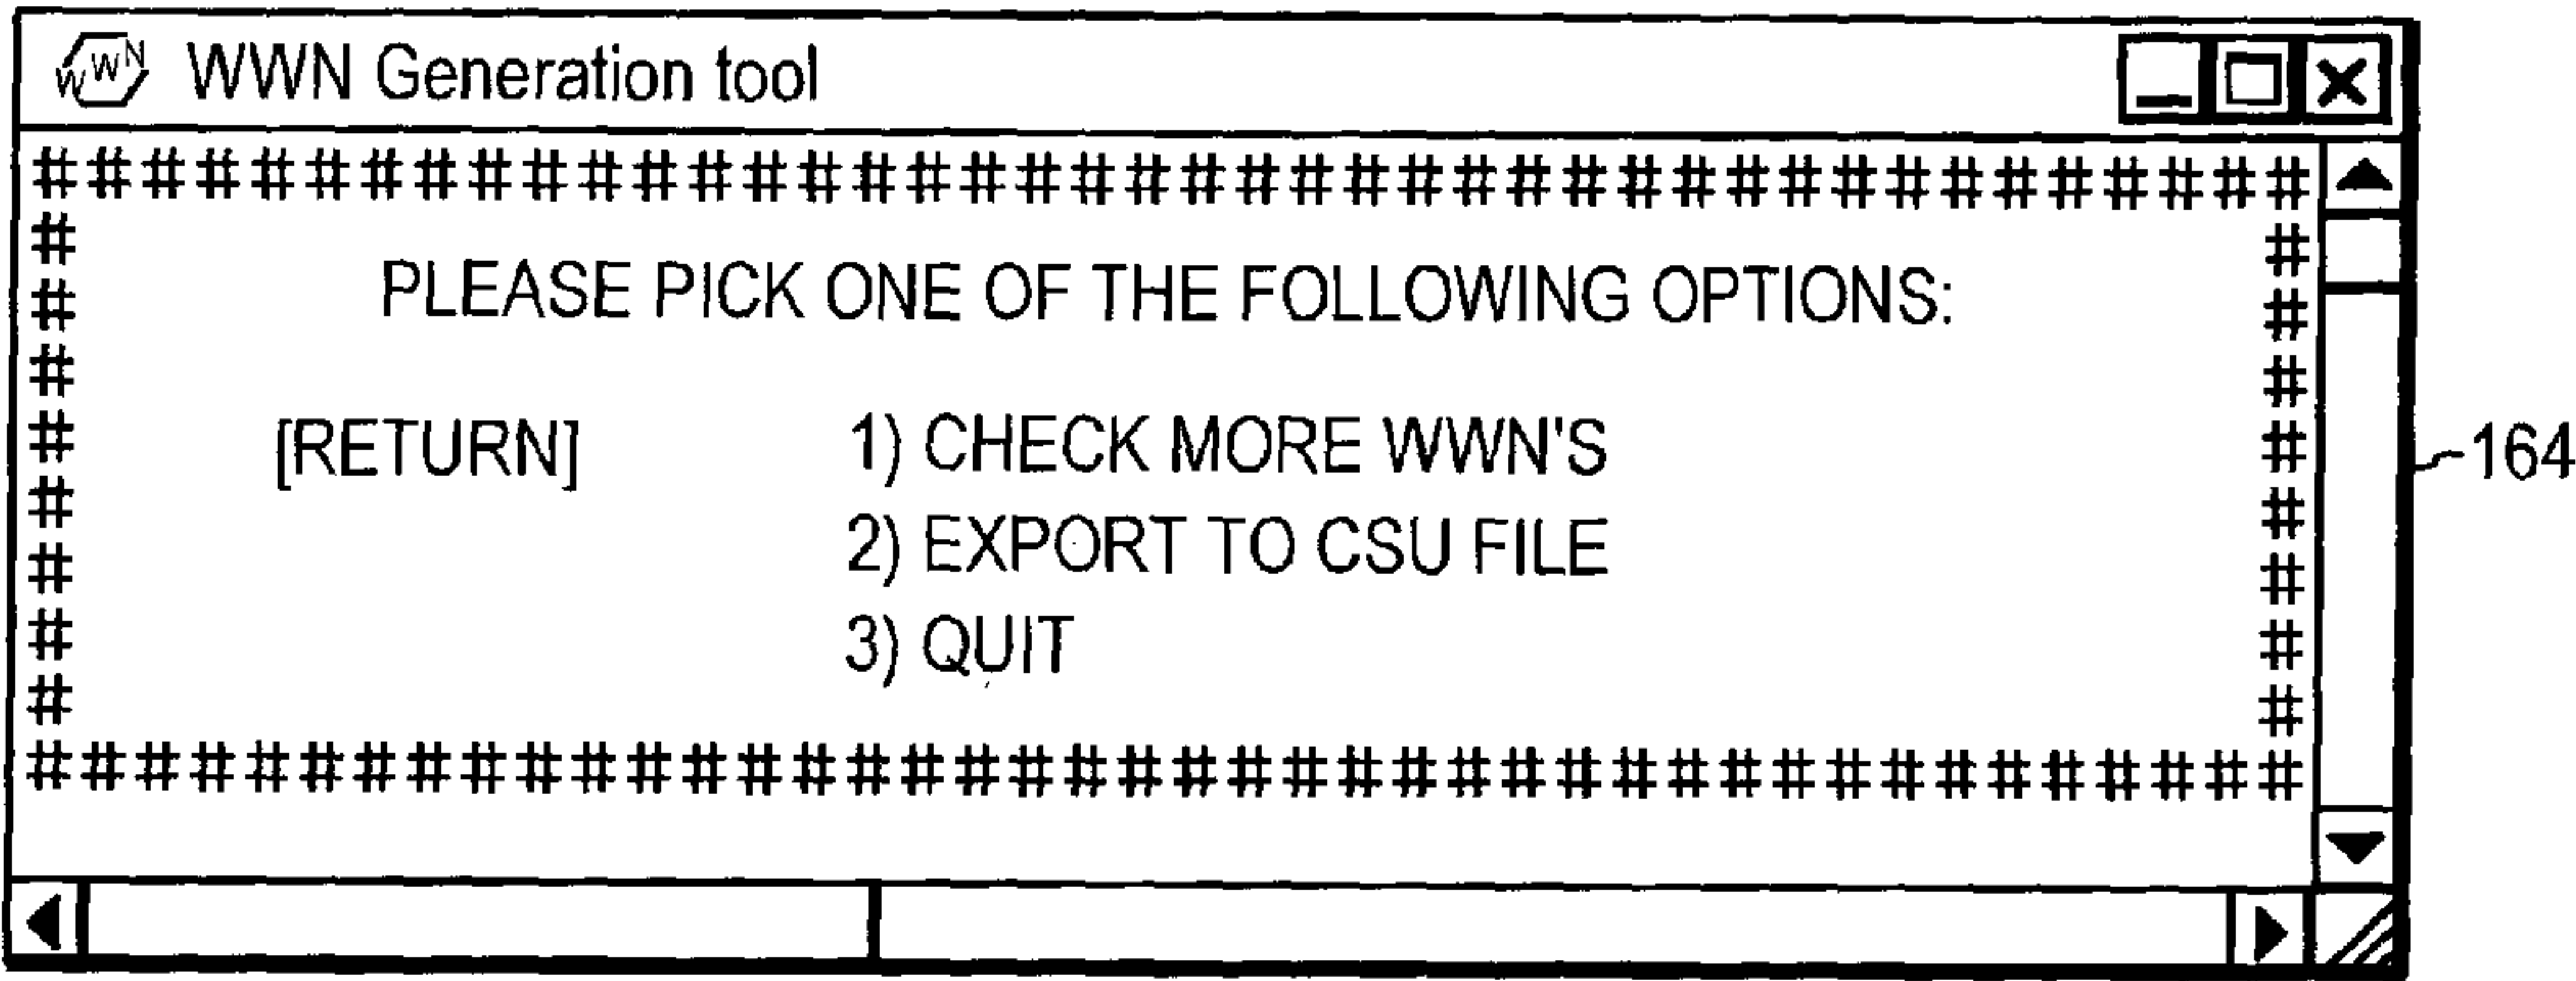 WWN WWN Generation tool
##########################################
# #
# PLEASE PICK ONE OF THE FOLLOWING OPTIONS: #
# #
# [RETURN] 1) CHECK MORE WWN'S # 164
# 2) EXPORT TO CSU FILE #
# 3) QUIT #
# #
# #
##########################################